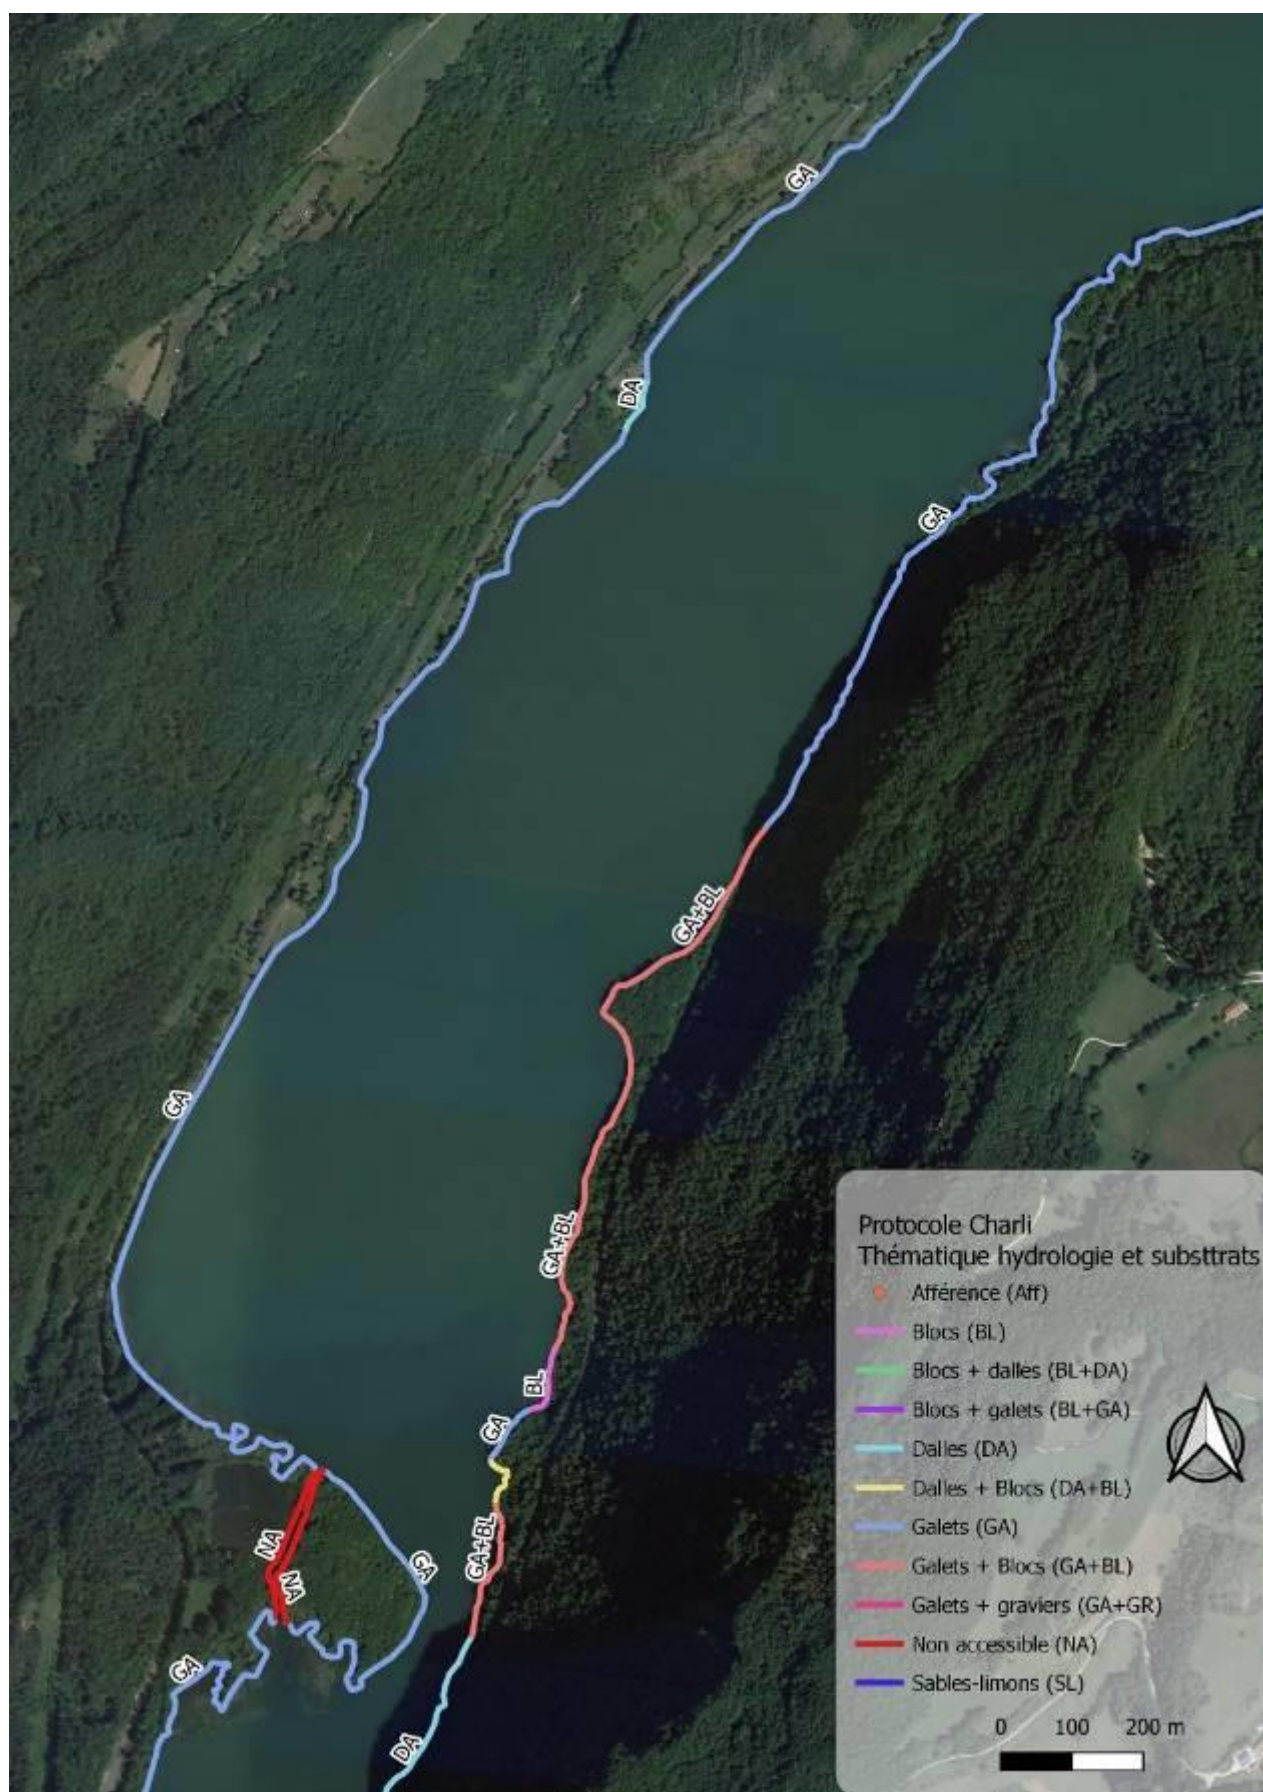 GA
DA
GA
GA+BL
GA
GA+BL
BL
GA
GA+BL
NA
NA
GA
GA
DA
Protocole Charli
Thématique hydrologie et substtrats
Afférence (Aff)
Blocs (BL)
Blocs + dalles (BL+DA)
Blocs + galets (BL+GA)
Dalles (DA)
Dalles + Blocs (DA+BL)
Galets (GA)
Galets + Blocs (GA+BL)
Galets + graviers (GA+GR)
Non accessible (NA)
Sables-limons (SL)
0 100 200 m